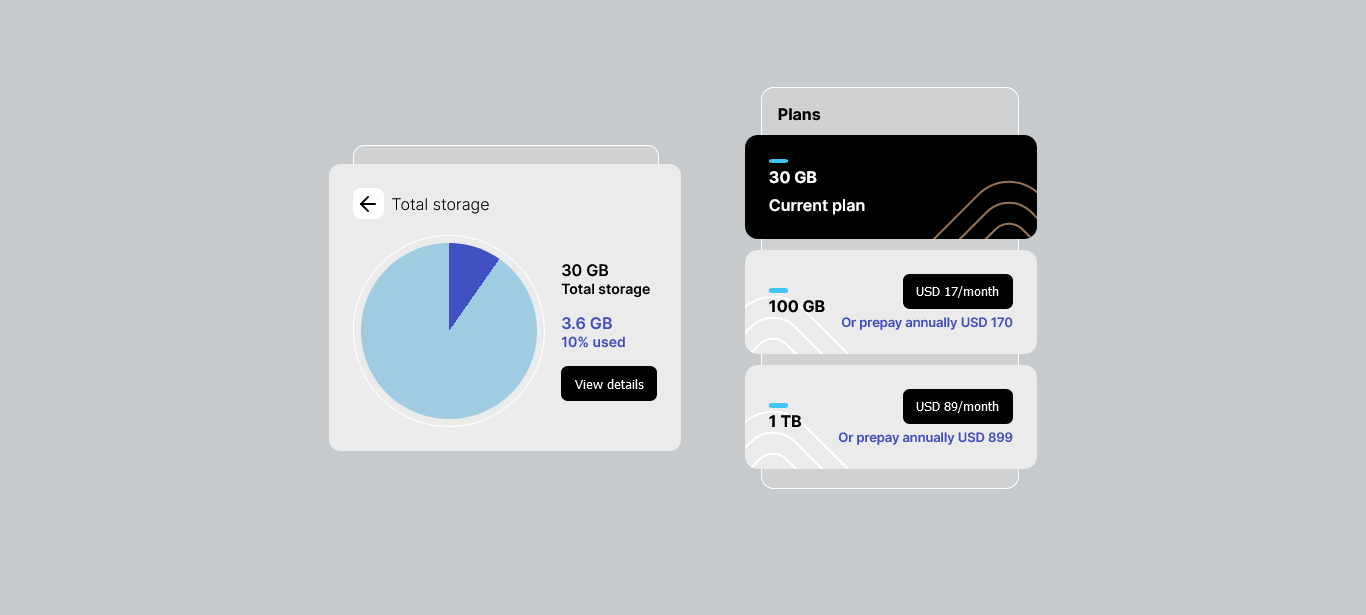 Total storage
30 GB
Total storage
3.6 GB
10% used
View details
Plans
30 GB
Current plan
100 GB
USD 17/month
Or prepay annually USD 170
1 TB
USD 89/month
Or prepay annually USD 899